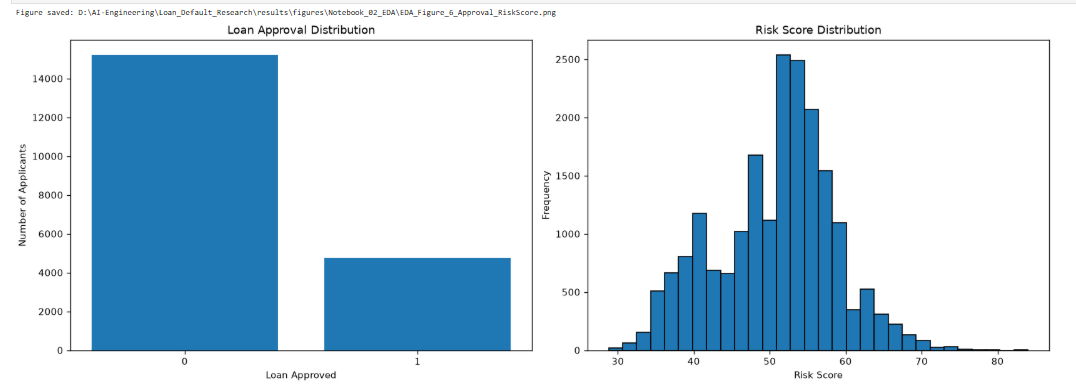 Figure saved: D:\AI-Engineering\Loan_Default_Research\results\figures\Notebook_02_EDA\EDA_Figure_6_Approval_RiskScore.png
Loan Approval Distribution
Number of Applicants
14000
12000
10000
8000
6000
4000
2000
0
0 1
Loan Approved
Risk Score Distribution
Frequency
2500
2000
1500
1000
500
0
30 40 50 60 70 80
Risk Score